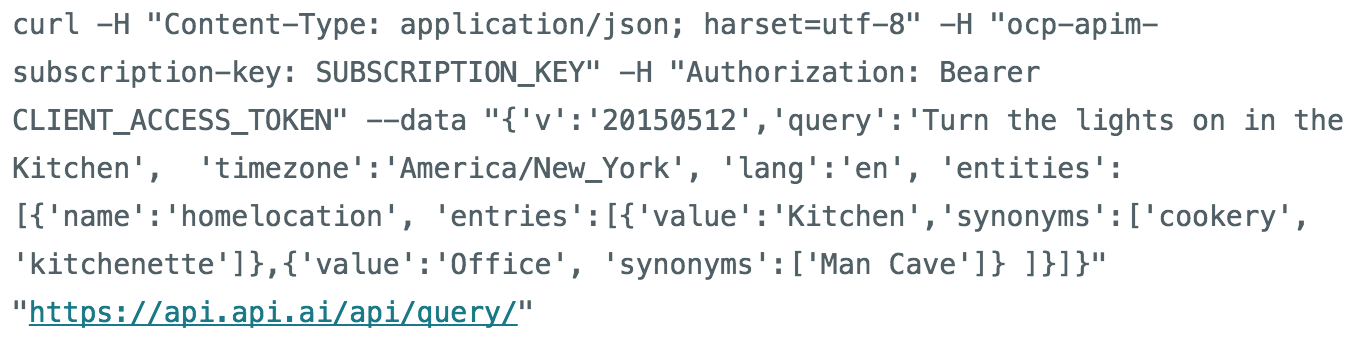 curl -H "Content-Type: application/json; harset=utf-8" -H "ocp-apim-
subscription-key: SUBSCRIPTION_KEY" -H "Authorization: Bearer
CLIENT_ACCESS_TOKEN" --data "{'v':'20150512','query':'Turn the lights on in the
Kitchen',  'timezone':'America/New_York', 'lang':'en', 'entities':
[{'name':'homelocation', 'entries':[{'value':'Kitchen','synonyms':['cookery',
'kitchenette']},{'value':'Office', 'synonyms':['Man Cave']} ]}]}"
"https://api.api.ai/api/query/"